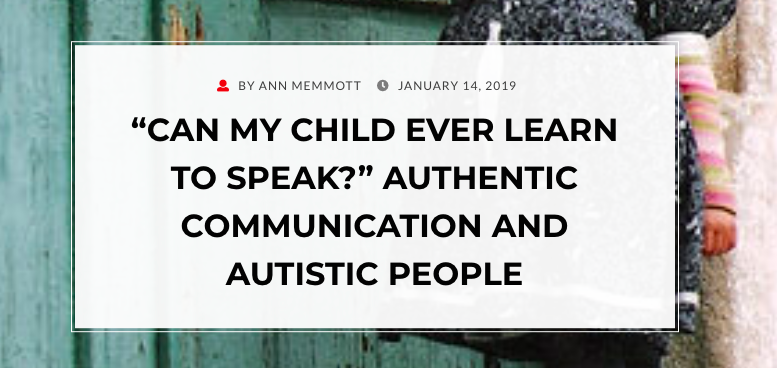 BY ANN MEMMOTT JANUARY 14, 2019
“CAN MY CHILD EVER LEARN
TO SPEAK?” AUTHENTIC
COMMUNICATION AND
AUTISTIC PEOPLE